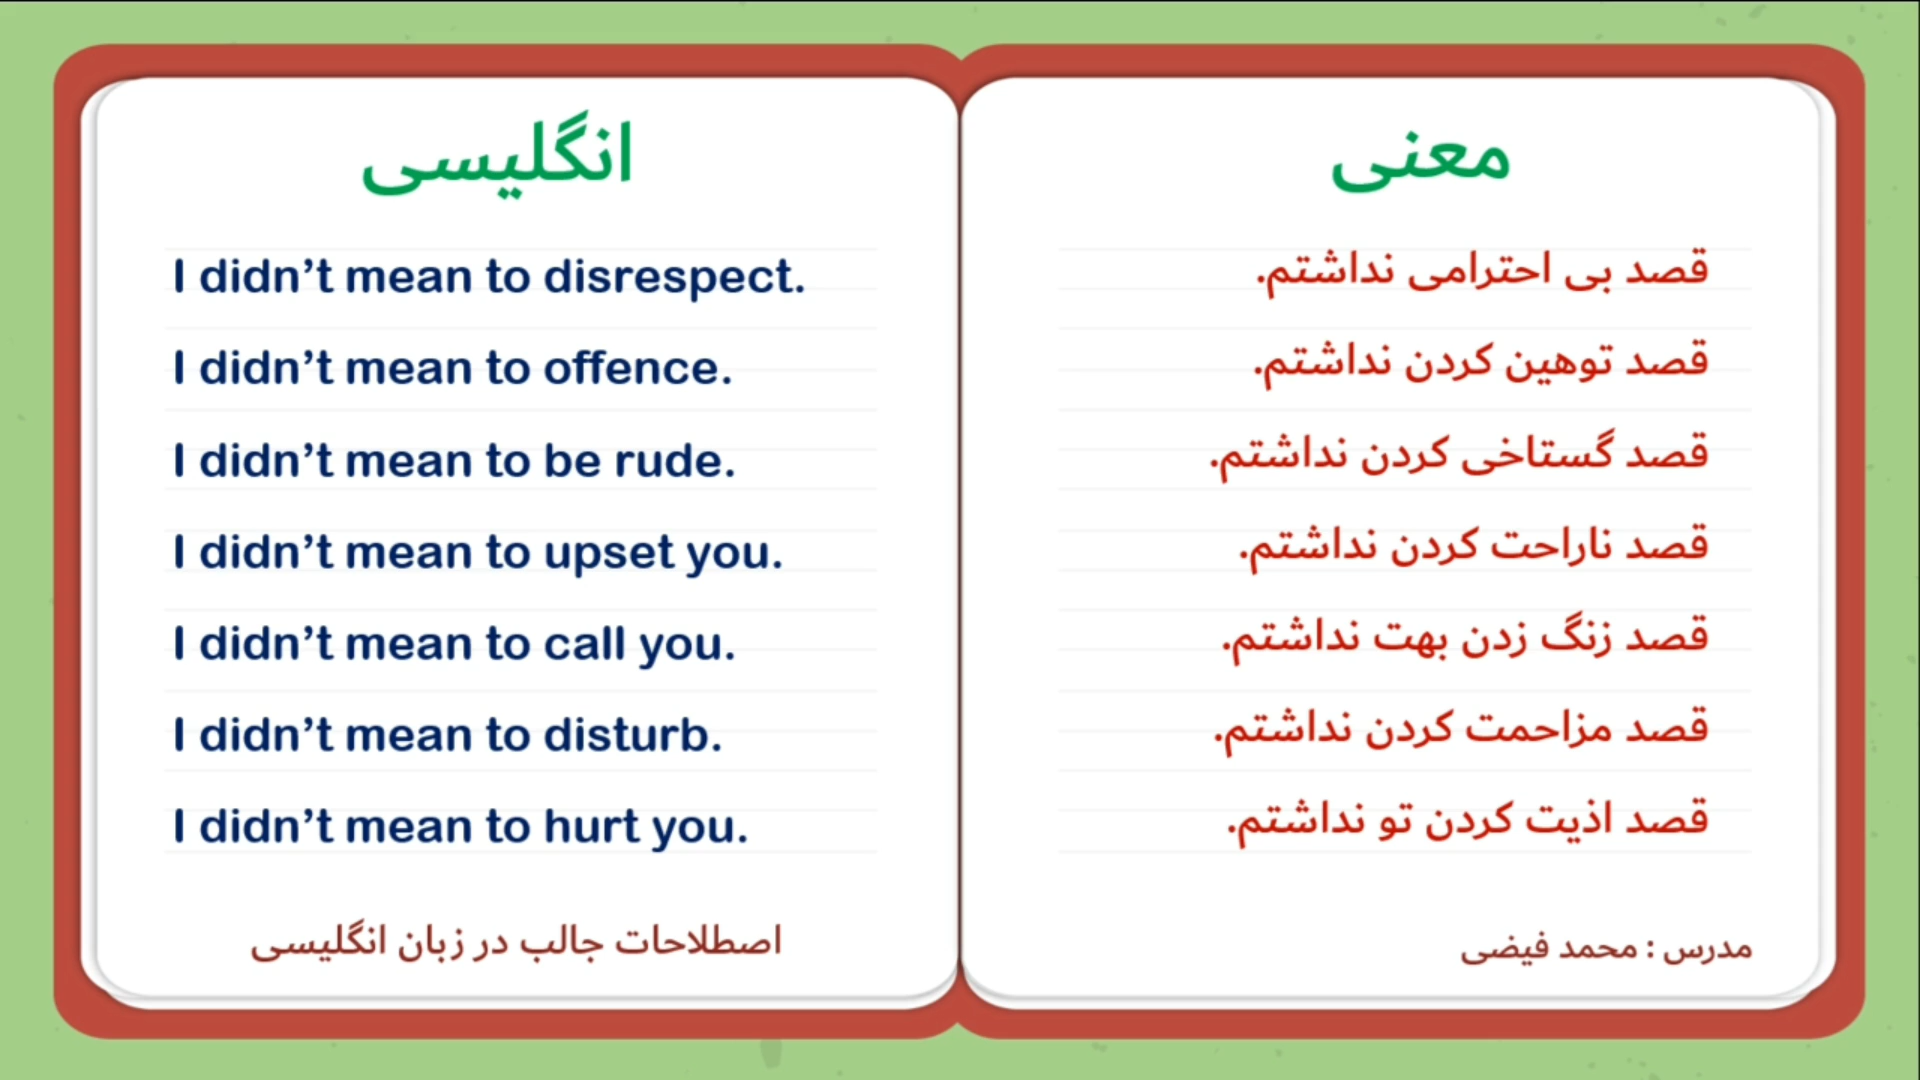 انگلیسی
I didn’t mean to disrespect.
I didn’t mean to offence.
I didn’t mean to be rude.
I didn’t mean to upset you.
I didn’t mean to call you.
I didn’t mean to disturb.
I didn’t mean to hurt you.
اصطلاحات جالب در زبان انگلیسی
معنی
قصد بی احترامی نداشتم.
قصد توهین کردن نداشتم.
قصد گستاخی کردن نداشتم.
قصد ناراحت کردن نداشتم.
قصد زنگ زدن بهت نداشتم.
قصد مزاحمت کردن نداشتم.
قصد اذیت کردن تو نداشتم.
مدرس : محمد فیضی